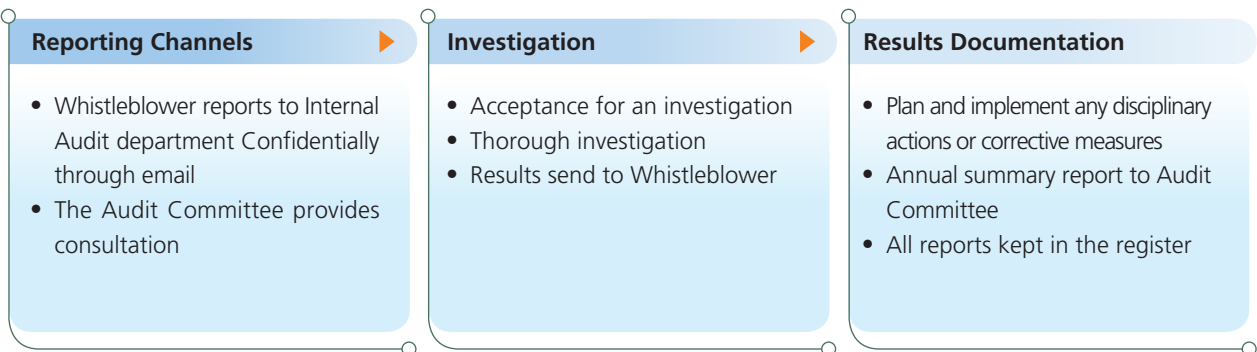 Reporting Channels
• Whistleblower reports to Internal
Audit department Confidentially
through email
• The Audit Committee provides
consultation
Investigation
• Acceptance for an investigation
• Thorough investigation
• Results send to Whistleblower
Results Documentation
• Plan and implement any disciplinary
actions or corrective measures
• Annual summary report to Audit
Committee
• All reports kept in the register